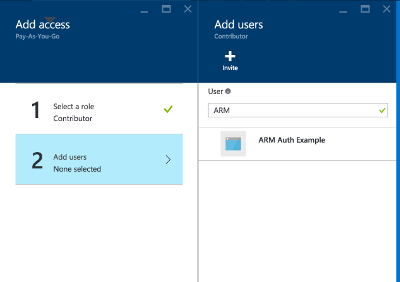 Add access
Pay-As-You-Go
1
Select a role
Contributor
2
Add users
None selected
Add users
Contributor
Invite
User
ARM
ARM Auth Example